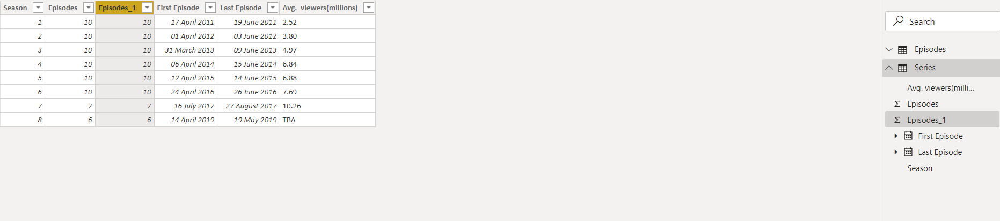 Season Episodes Episodes_1 First Episode Last Episode Avg.  viewers(millions)
1 10 10 17 April 2011 19 June 2011 2.52
2 10 10 01 April 2012 03 June 2012 3.80
3 10 10 31 March 2013 09 June 2013 4.97
4 10 10 06 April 2014 15 June 2014 6.84
5 10 10 12 April 2015 14 June 2015 6.88
6 10 10 24 April 2016 26 June 2016 7.69
7 7 7 16 July 2017 27 August 2017 10.26
8 6 6 14 April 2019 19 May 2019 TBA
Search
Episodes
Series
Avg. viewers(milli...
Σ Episodes
Σ Episodes_1
First Episode
Last Episode
Season